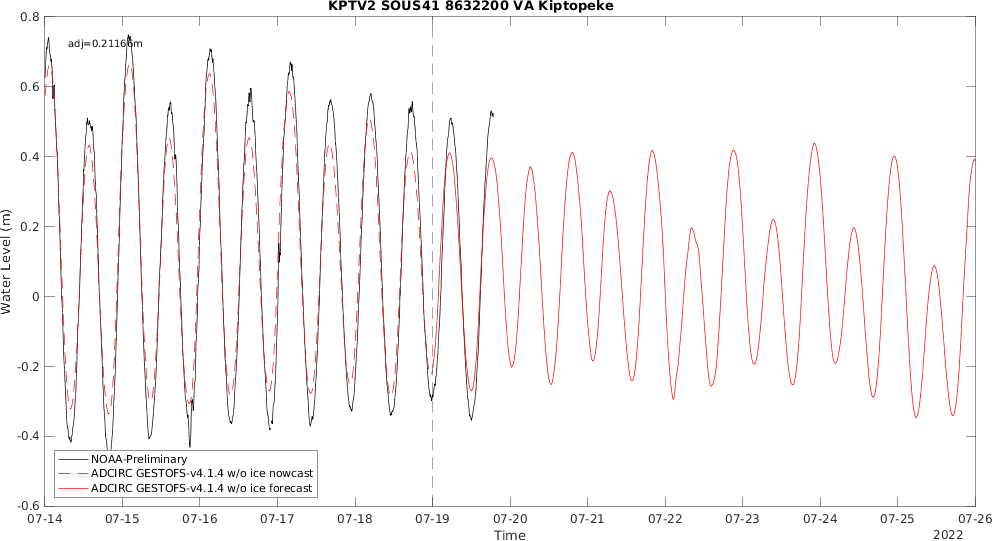 KPTV2 SOUS41 8632200 VA Kiptopeke
adj=0.21166m
0.8
0.6
0.4
0.2
0
-0.2
-0.4
-0.6
Water Level (m)
NOAA-Preliminary
ADCIRC GESTOFS-v4.1.4 w/o ice nowcast
ADCIRC GESTOFS-v4.1.4 w/o ice forecast
07-14 07-15 07-16 07-17 07-18 07-19 07-20 07-21 07-22 07-23 07-24 07-25 07-26
Time
2022